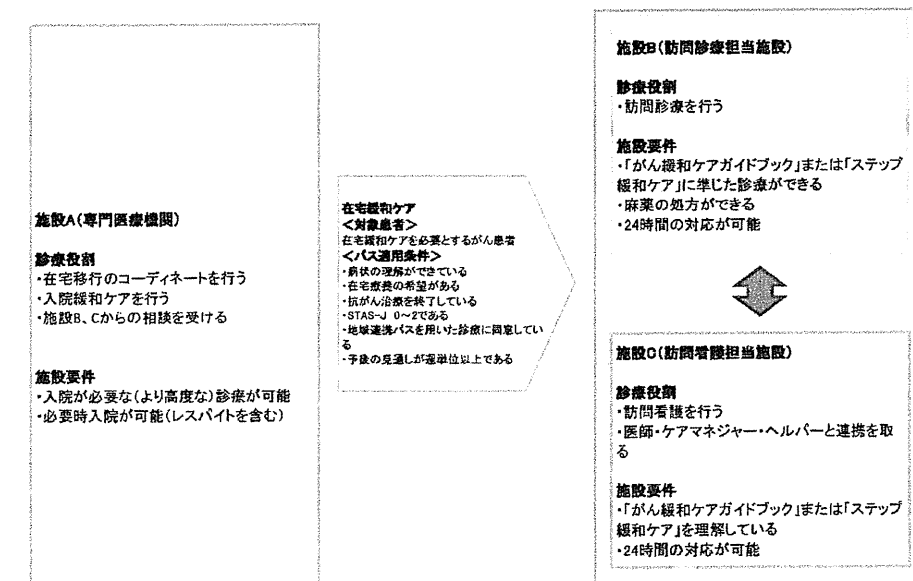 施設A(専門医療機関)
診療役割
・在宅移行のコーディネートを行う
・入院緩和ケアを行う
・施設B、Cからの相談を受ける
施設要件
・入院が必要な(より高度な)診療が可能
・必要時入院が可能(レスパイトを含む)
在宅緩和ケア
<対象患者>
在宅緩和ケアを必要とするがん患者
<パス適用条件>
・病状の理解ができている
・在宅療養の希望がある
・抗がん治療を終了している
・STAS-J 0~2である
・地域連携パスを用いた診療に同意してい
る
・予後の見通しが週単位以上である
施設B(訪問診療担当施設)
診療役割
・訪問診療を行う
施設要件
・「がん緩和ケアガイドブック」または「ステップ
緩和ケア」に準じた診療ができる
・麻薬の処方ができる
・24時間の対応が可能
施設C(訪問看護担当施設)
診療役割
・訪問看護を行う
・医師・ケアマネジャー・ヘルパーと連携を取
る
施設要件
・「がん緩和ケアガイドブック」または「ステップ
緩和ケア」を理解している
・24時間の対応が可能